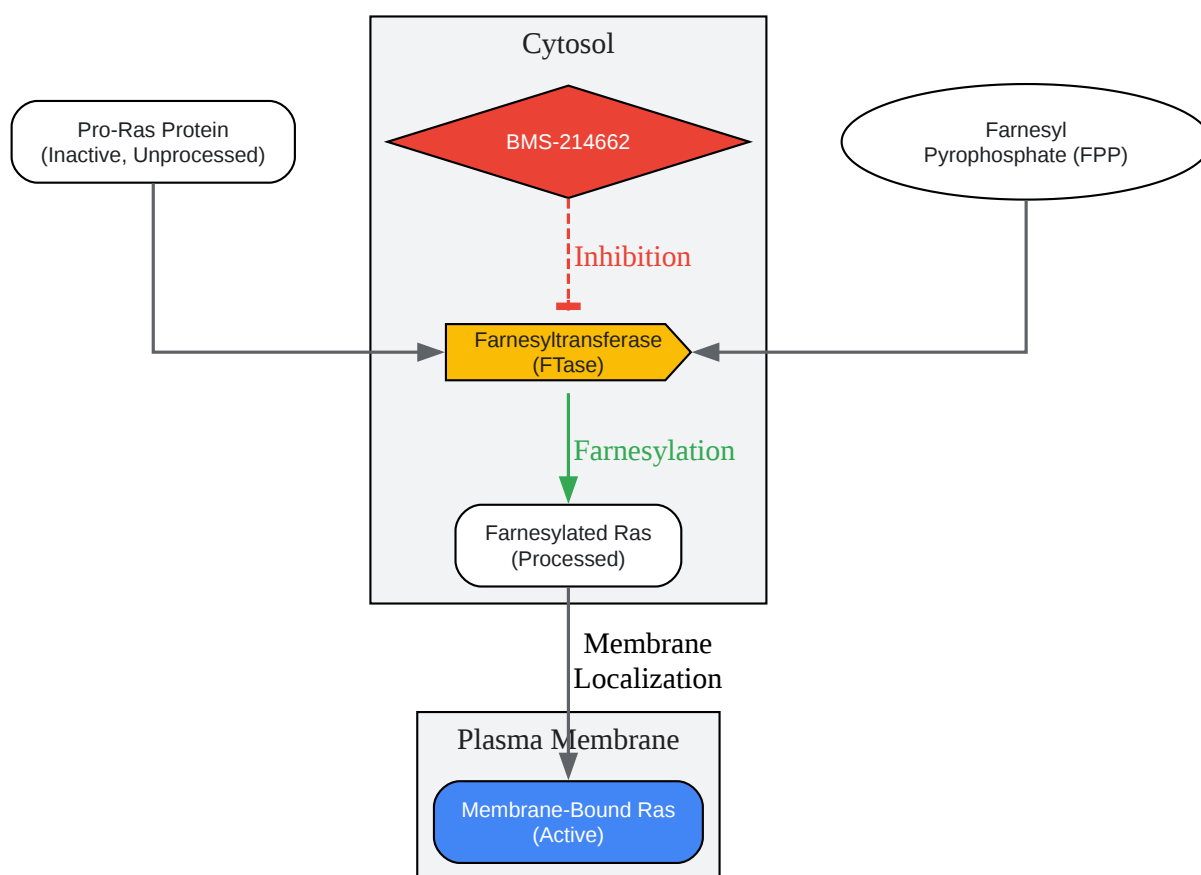 Cytosol
Pro-Ras Protein
(Inactive, Unprocessed)
BMS-214662
Farnesyl
Pyrophosphate (FPP)
Inhibition
Farnesyltransferase
(FTase)
Farnesylation
Farnesylated Ras
(Processed)
Membrane
Localization
Plasma Membrane
Membrane-Bound Ras
(Active)